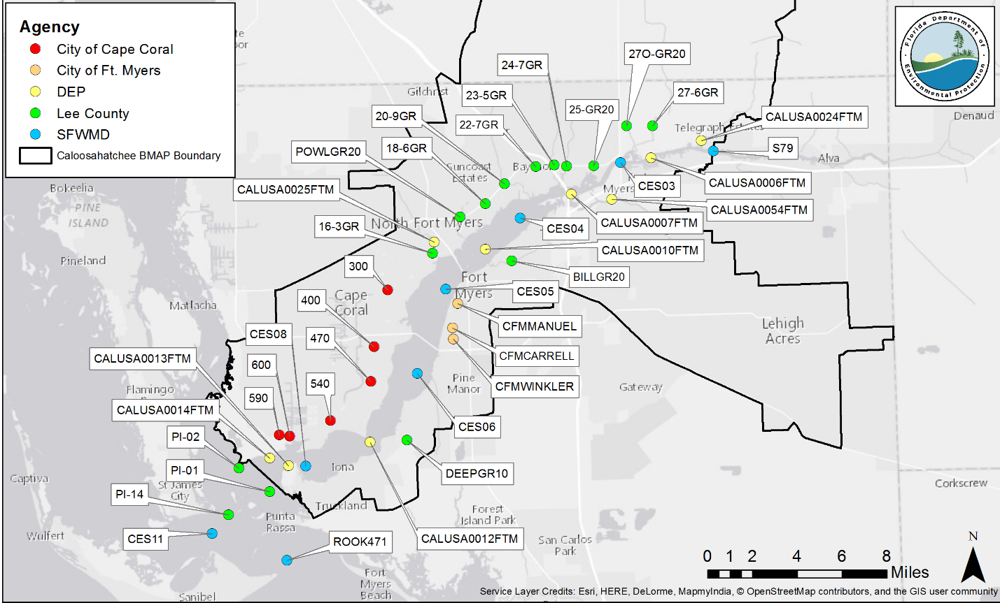 Agency
City of Cape Coral
City of Ft. Myers
DEP
Lee County
SFWMD
Caloosahatchee BMAP Boundary
Florida Department of
Environmental Protection
27O-GR20
24-7GR
23-5GR
27-6GR
Gilchrist
25-GR20
20-9GR
22-7GR
CALUSA0024FTM
Denaud
Telegraph Estates
POWLGR20
18-6GR
S79
Alva
Suncoast
Estates
CALUSA0025FTM
CES03
CALUSA0006FTM
Myers
Bokeelia
PINE
ISLAND
CALUSA0054FTM
North Fort Myers
16-3GR
CES04
CALUSA0007FTM
CALUSA0010FTM
Pineland
300
BILLGR20
Fort
Myers
CES05
Cape
Coral
400
Matlacha
CFMMANUEL
Lehigh
Acres
CES08
470
CALUSA0013FTM
CFMCARRELL
600
540
Pine
Manor
CFMWINKLER
Gateway
Flamingo
590
CALUSA0014FTM
CES06
PI-02
PI-01
Iona
DEEPGR10
Captiva
St James
City
PI-14
Corkscrew
Truckland
Punta
Rassa
Forest
Island Park
Wulfert
CES11
ROOK471
CALUSA0012FTM
San Carlos
Park
N
0 1 2 4 6 8
Miles
Fort
Myers
Beach
Sanibel
Service Layer Credits: Esri, HERE, DeLorme, MapmyIndia, © OpenStreetMap contributors, and the GIS user community